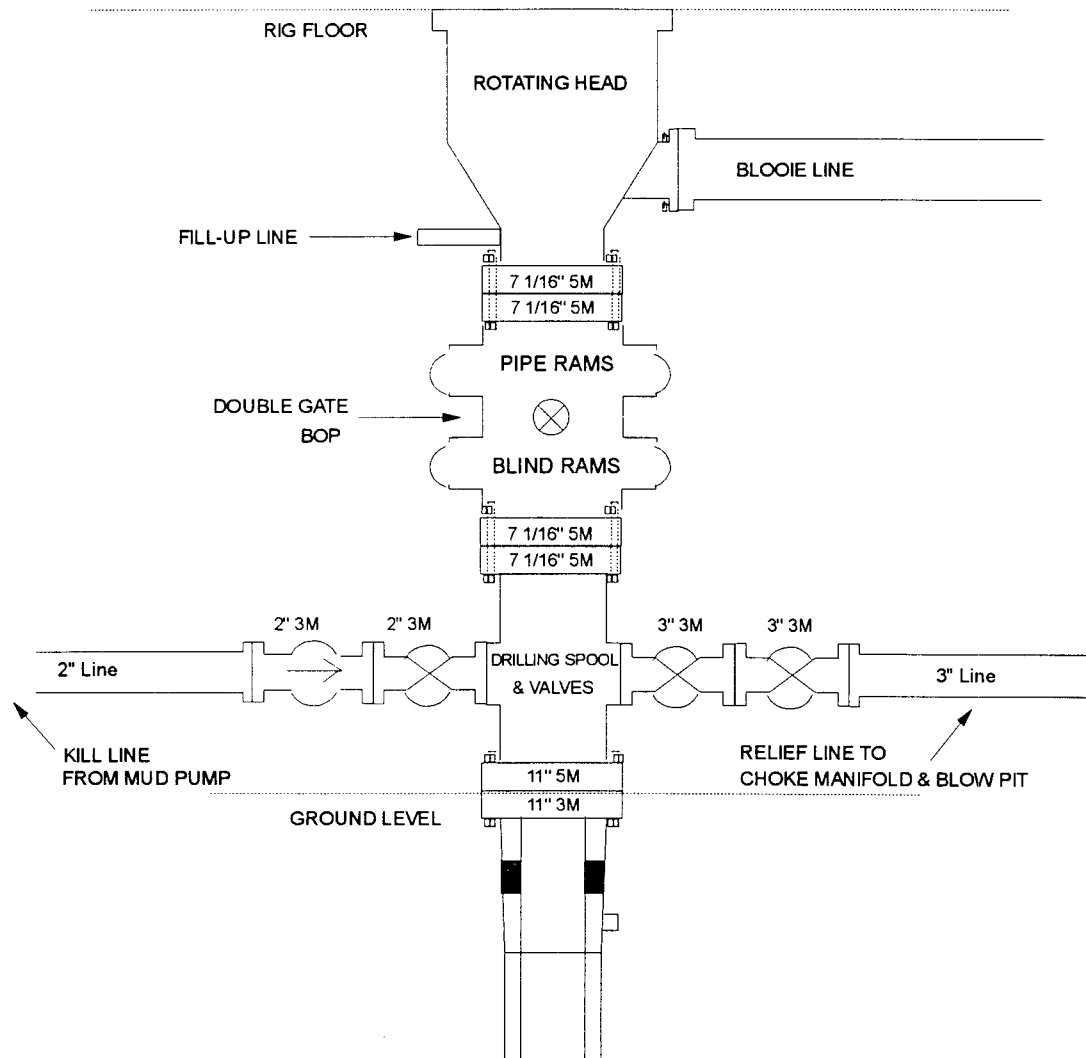 RIG FLOOR
ROTATING HEAD
BLOOIE LINE
FILL-UP LINE
7 1/16" 5M
7 1/16" 5M
PIPE RAMS
DOUBLE GATE
BOP
BLIND RAMS
7 1/16" 5M
7 1/16" 5M
2" 3M
2" 3M
3" 3M
3" 3M
2" Line
DRILLING SPOOL
& VALVES
3" Line
KILL LINE
FROM MUD PUMP
RELIEF LINE TO
CHOKE MANIFOLD & BLOW PIT
11" 5M
11" 3M
GROUND LEVEL